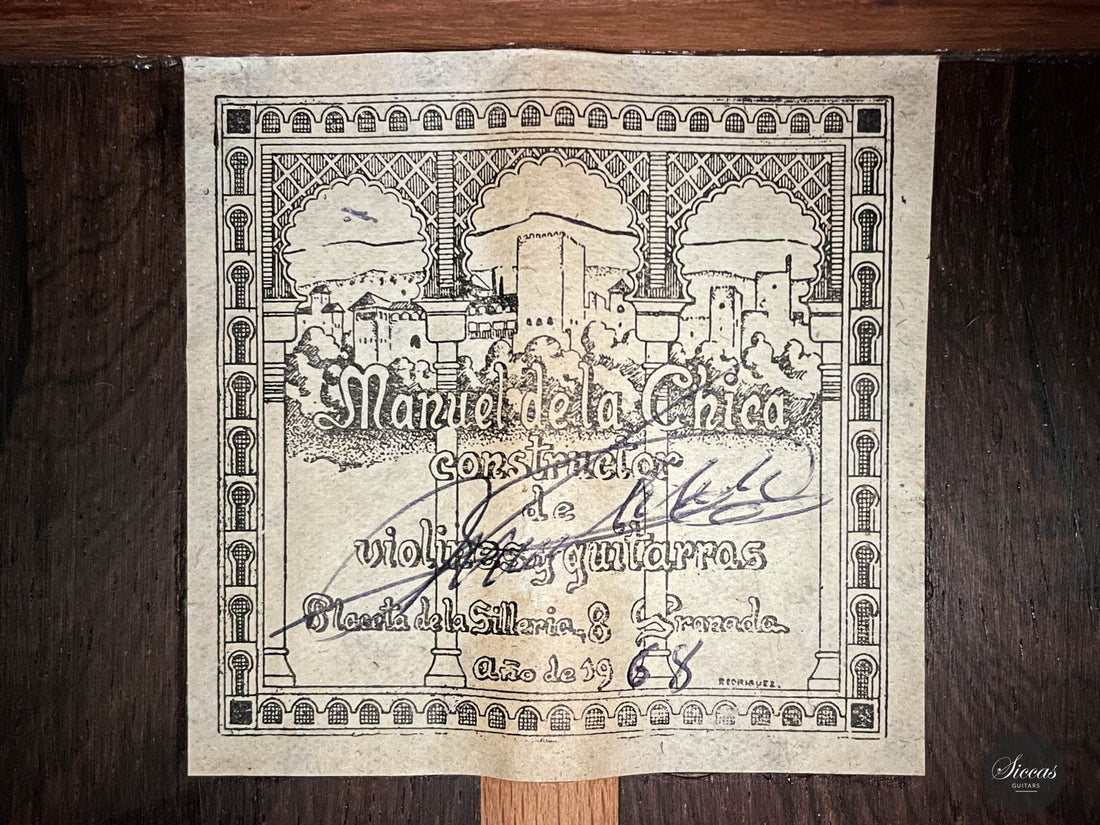 Manuel de la Chica
constructor
de
violines y guitarras
Placeta de la Silleria, 8 Granada
Año de 1968
RODRIGUEZ.
Siccas
GUITARS